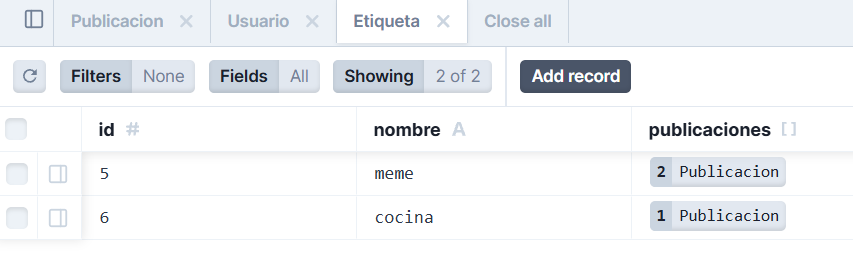 Publicacion × Usuario × Etiqueta × Close all
Filters None Fields All Showing 2 of 2 Add record
id # nombre A publicaciones []
5 meme 2 Publicacion
6 cocina 1 Publicacion